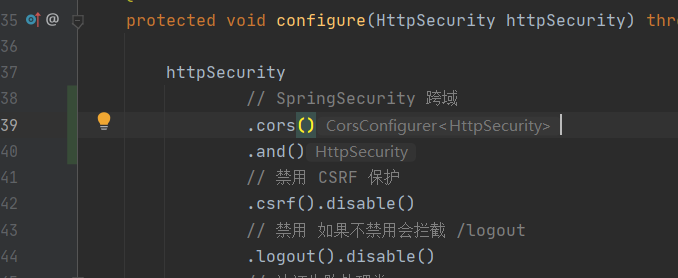 35 @ protected void configure(HttpSecurity httpSecurity) thr
36
37 httpSecurity
38 // SpringSecurity 跨域
39 .cors() CorsConfigurer<HttpSecurity>
40 .and() HttpSecurity
41 // 禁用 CSRF 保护
42 .csrf().disable()
43 // 禁用 如果不禁用会拦截 /logout
44 .logout().disable()